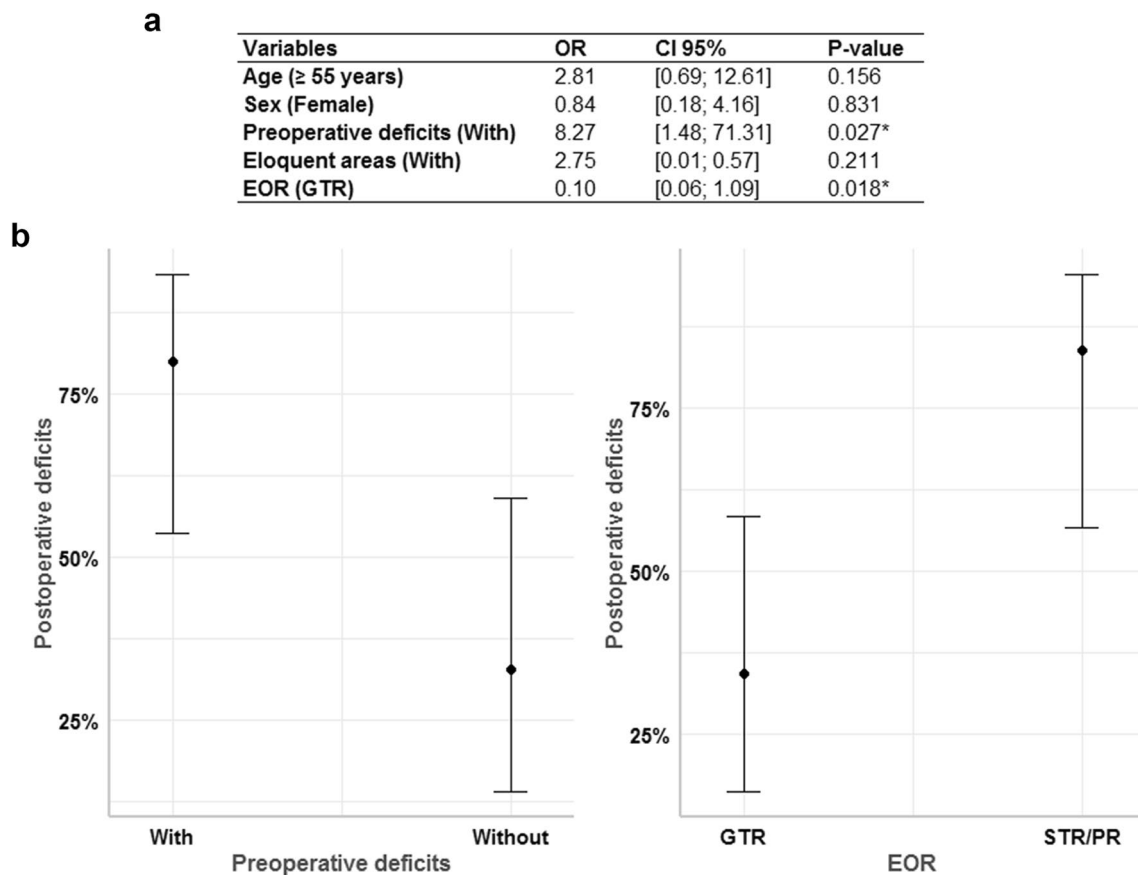 a
Variables OR CI 95% P-value
Age (≥ 55 years) 2.81 [0.69; 12.61] 0.156
Sex (Female) 0.84 [0.18; 4.16] 0.831
Preoperative deficits (With) 8.27 [1.48; 71.31] 0.027*
Eloquent areas (With) 2.75 [0.01; 0.57] 0.211
EOR (GTR) 0.10 [0.06; 1.09] 0.018*
b
Postoperative deficits
75%
50%
25%
With Without
Preoperative deficits
Postoperative deficits
75%
50%
25%
GTR STR/PR
EOR